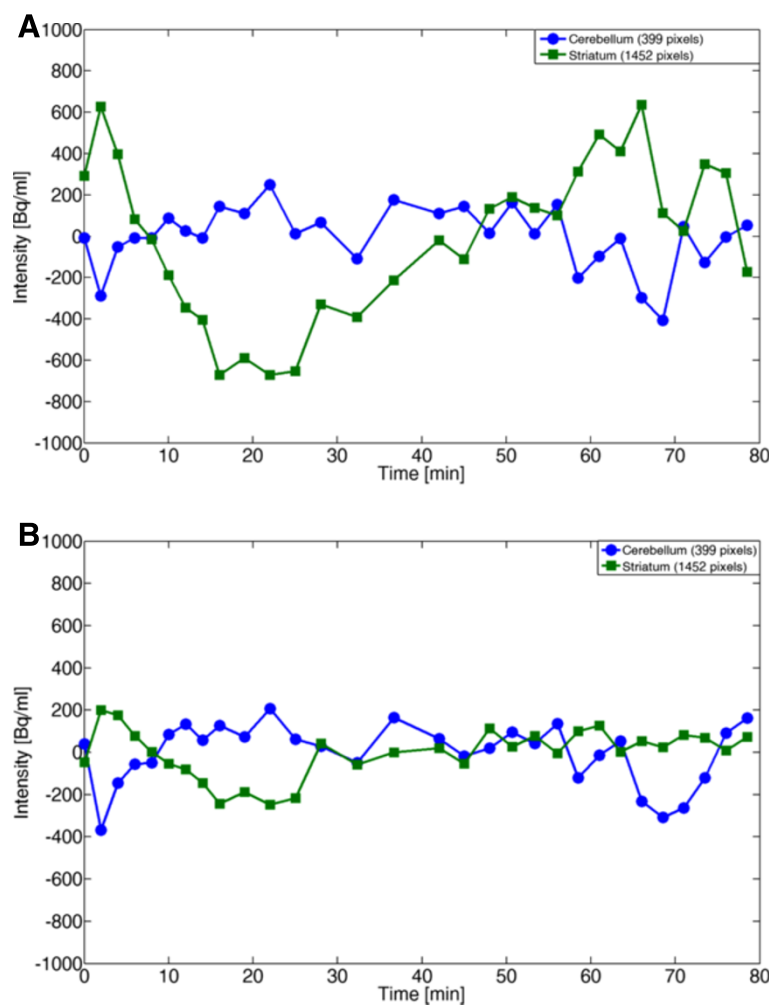 A
1000
800
600
400
200
0
-200
-400
-600
-800
-1000
Intensity [Bq/ml]
Cerebellum (399 pixels)
Striatum (1452 pixels)
0 10 20 30 40 50 60 70 80
Time [min]
B
1000
800
600
400
200
0
-200
-400
-600
-800
-1000
Intensity [Bq/ml]
Cerebellum (399 pixels)
Striatum (1452 pixels)
0 10 20 30 40 50 60 70 80
Time [min]